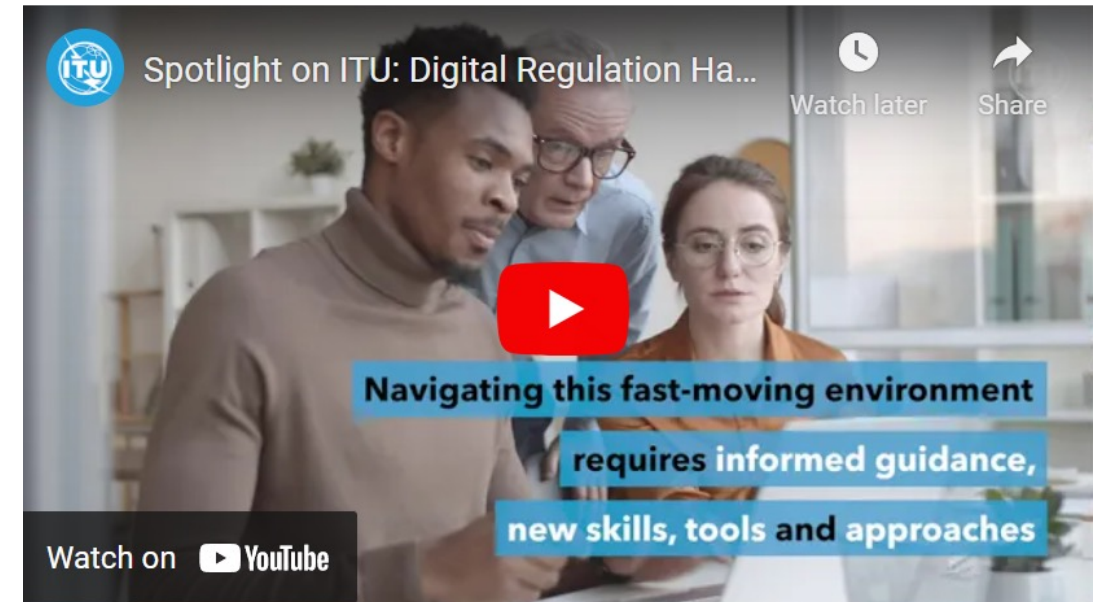 ITU
Spotlight on ITU: Digital Regulation Ha...
Watch later
Share
Navigating this fast-moving environment
requires informed guidance,
new skills, tools and approaches
Watch on YouTube